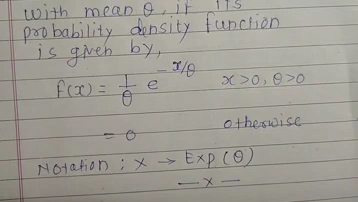 with mean θ, if its
probability density function
is given by,
f(x) = 1/θ e^(-x/θ) x>0, θ>0
= 0 otherwise
Notation : x → Exp(θ)
— x —